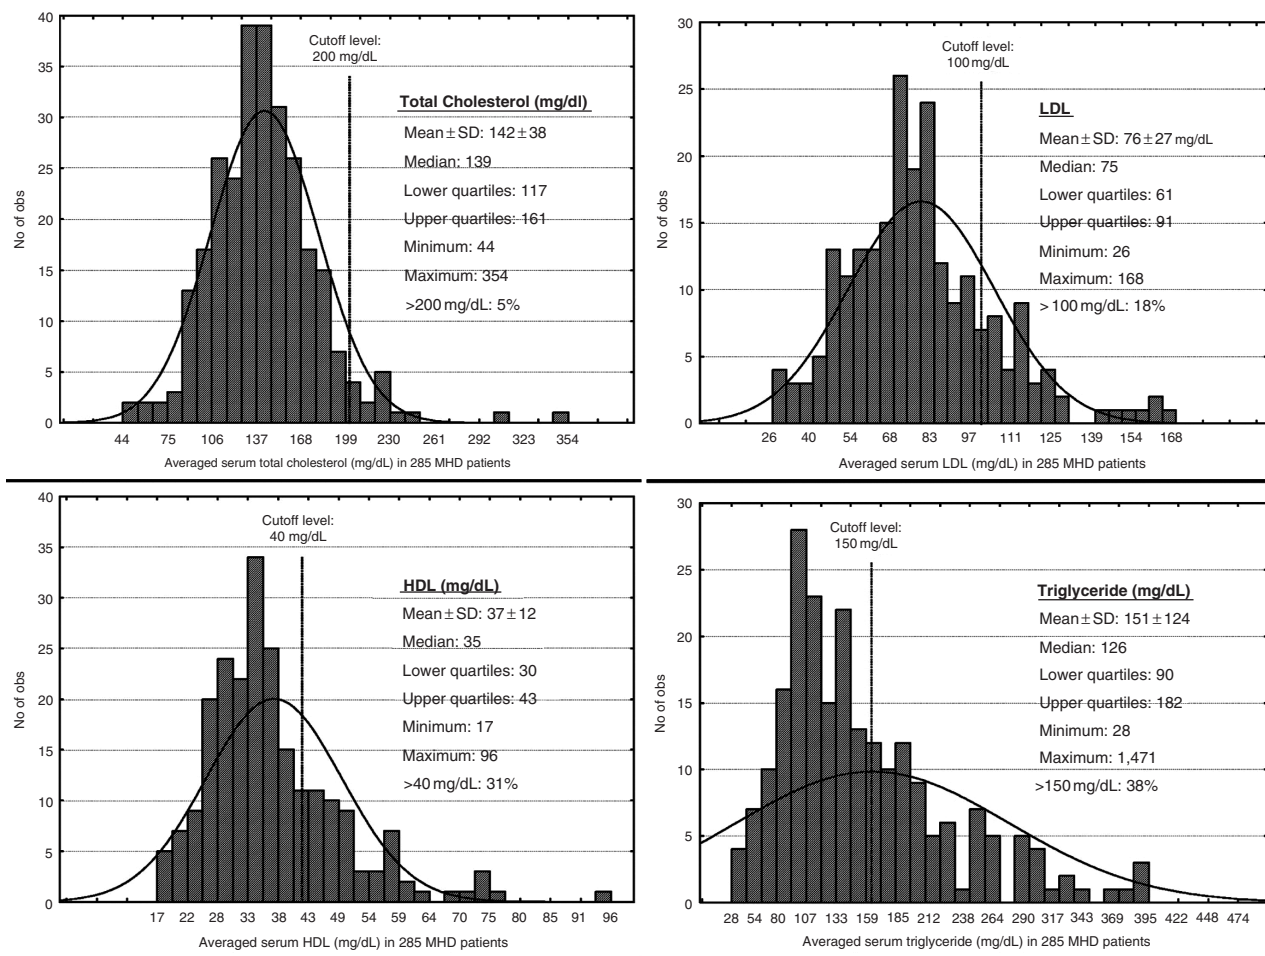 40
35
30
25
20
15
10
5
0
No of obs
Cutoff level:
200 mg/dL
Total Cholesterol (mg/dl)
Mean±SD: 142±38
Median: 139
Lower quartiles: 117
Upper quartiles: 161
Minimum: 44
Maximum: 354
>200 mg/dL: 5%
44 75 106 137 168 199 230 261 292 323 354
Averaged serum total cholesterol (mg/dL) in 285 MHD patients
30
25
20
15
10
5
0
No of obs
Cutoff level:
100 mg/dL
LDL
Mean±SD: 76±27 mg/dL
Median: 75
Lower quartiles: 61
Upper quartiles: 91
Minimum: 26
Maximum: 168
>100 mg/dL: 18%
26 40 54 68 83 97 111 125 139 154 168
Averaged serum LDL (mg/dL) in 285 MHD patients
40
35
30
25
20
15
10
5
0
No of obs
Cutoff level:
40 mg/dL
HDL (mg/dL)
Mean±SD: 37±12
Median: 35
Lower quartiles: 30
Upper quartiles: 43
Minimum: 17
Maximum: 96
>40 mg/dL: 31%
17 22 28 33 38 43 49 54 59 64 70 75 80 85 91 96
Averaged serum HDL (mg/dL) in 285 MHD patients
30
25
20
15
10
5
0
No of obs
Cutoff level:
150 mg/dL
Triglyceride (mg/dL)
Mean±SD: 151±124
Median: 126
Lower quartiles: 90
Upper quartiles: 182
Minimum: 28
Maximum: 1,471
>150 mg/dL: 38%
28 54 80 107 133 159 185 212 238 264 290 317 343 369 395 422 448 474
Averaged serum triglyceride (mg/dL) in 285 MHD patients